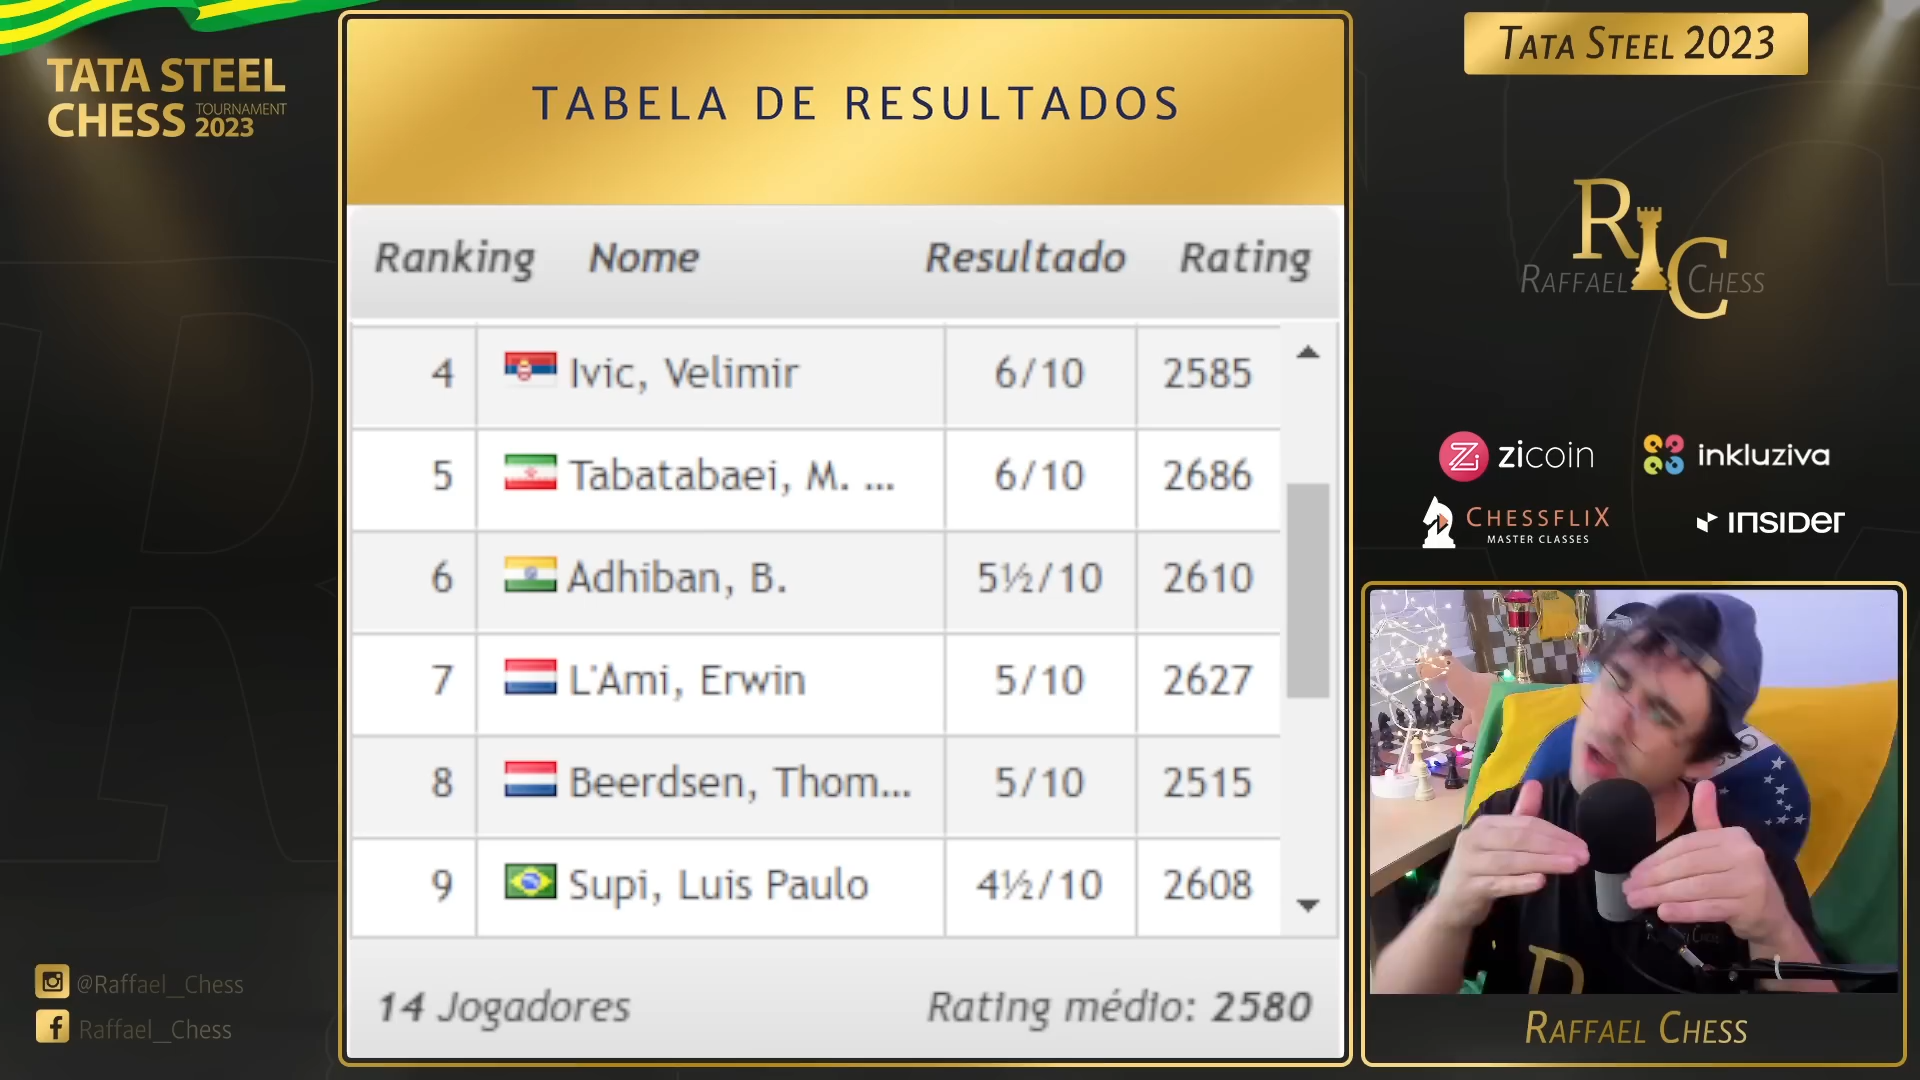 TATA STEEL
CHESS TOURNAMENT
2023
TABELA DE RESULTADOS
Ranking Nome Resultado Rating
4 Ivic, Velimir 6/10 2585
5 Tabatabaei, M. ... 6/10 2686
6 Adhiban, B. 5½/10 2610
7 L'Ami, Erwin 5/10 2627
8 Beerdsen, Thom... 5/10 2515
9 Supi, Luis Paulo 4½/10 2608
14 Jogadores Rating médio: 2580
@Raffael__Chess
Raffael__Chess
TATA STEEL 2023
R C
RAFFAEL CHESS
zicoin inkluziva
CHESSFLIX
MASTER CLASSES
INSIDER
RAFFAEL CHESS